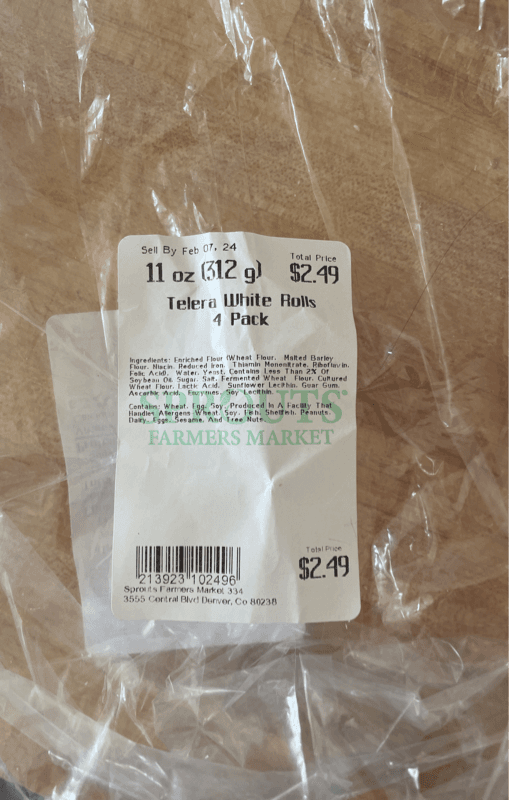 Sell By Feb 07, 24
Total Price
11 oz (312 g) $2.49
Telera White Rolls
4 Pack
Ingredients: Enriched Flour (Wheat Flour, Malted Barley
Flour, Niacin, Reduced Iron, Thiamin Mononitrate, Riboflavin,
Folic Acid), Water, Yeast, Contains Less Than 2% Of
Soybean Oil, Sugar, Salt, Fermented Wheat Flour, Cultured
Wheat Flour, Lactic Acid, Sunflower Lecithin, Guar Gum,
Ascorbic Acid, Enzymes, Soy Lecithin.
Contains: Wheat, Egg, Soy. Produced In A Facility That
Handles Allergens Wheat, Soy, Fish, Shellfish, Peanuts,
Dairy, Eggs, Sesame, And Tree Nuts.
SPROUTS®
FARMERS MARKET
Total Price
$2.49
213923 102496
Sprouts Farmers Market 334
3555 Central Blvd Denver, Co 80238